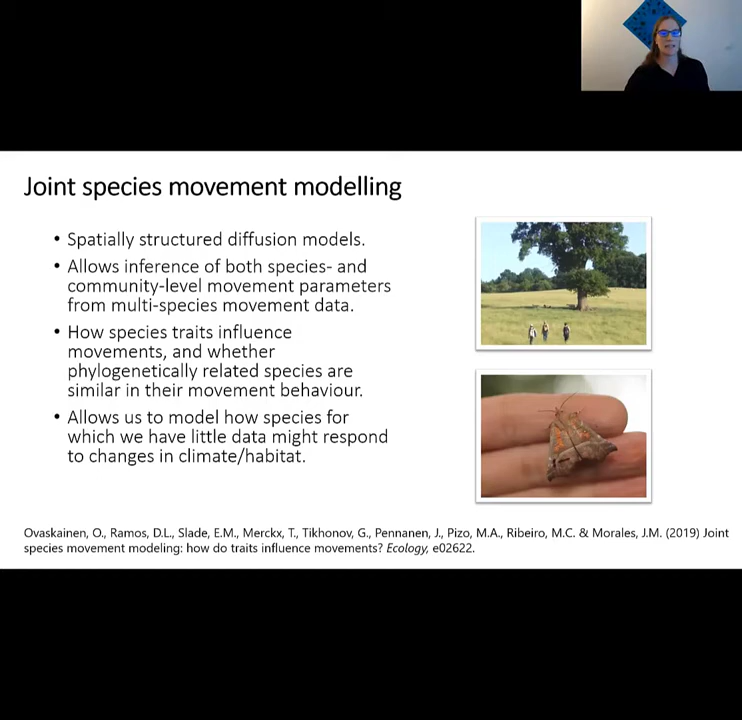 Joint species movement modelling
• Spatially structured diffusion models.
• Allows inference of both species- and
community-level movement parameters
from multi-species movement data.
• How species traits influence
movements, and whether
phylogenetically related species are
similar in their movement behaviour.
• Allows us to model how species for
which we have little data might respond
to changes in climate/habitat.
Ovaskainen, O., Ramos, D.L., Slade, E.M., Merckx, T., Tikhonov, G., Pennanen, J., Pizo, M.A., Ribeiro, M.C. & Morales, J.M. (2019) Joint
species movement modeling: how do traits influence movements? Ecology, e02622.